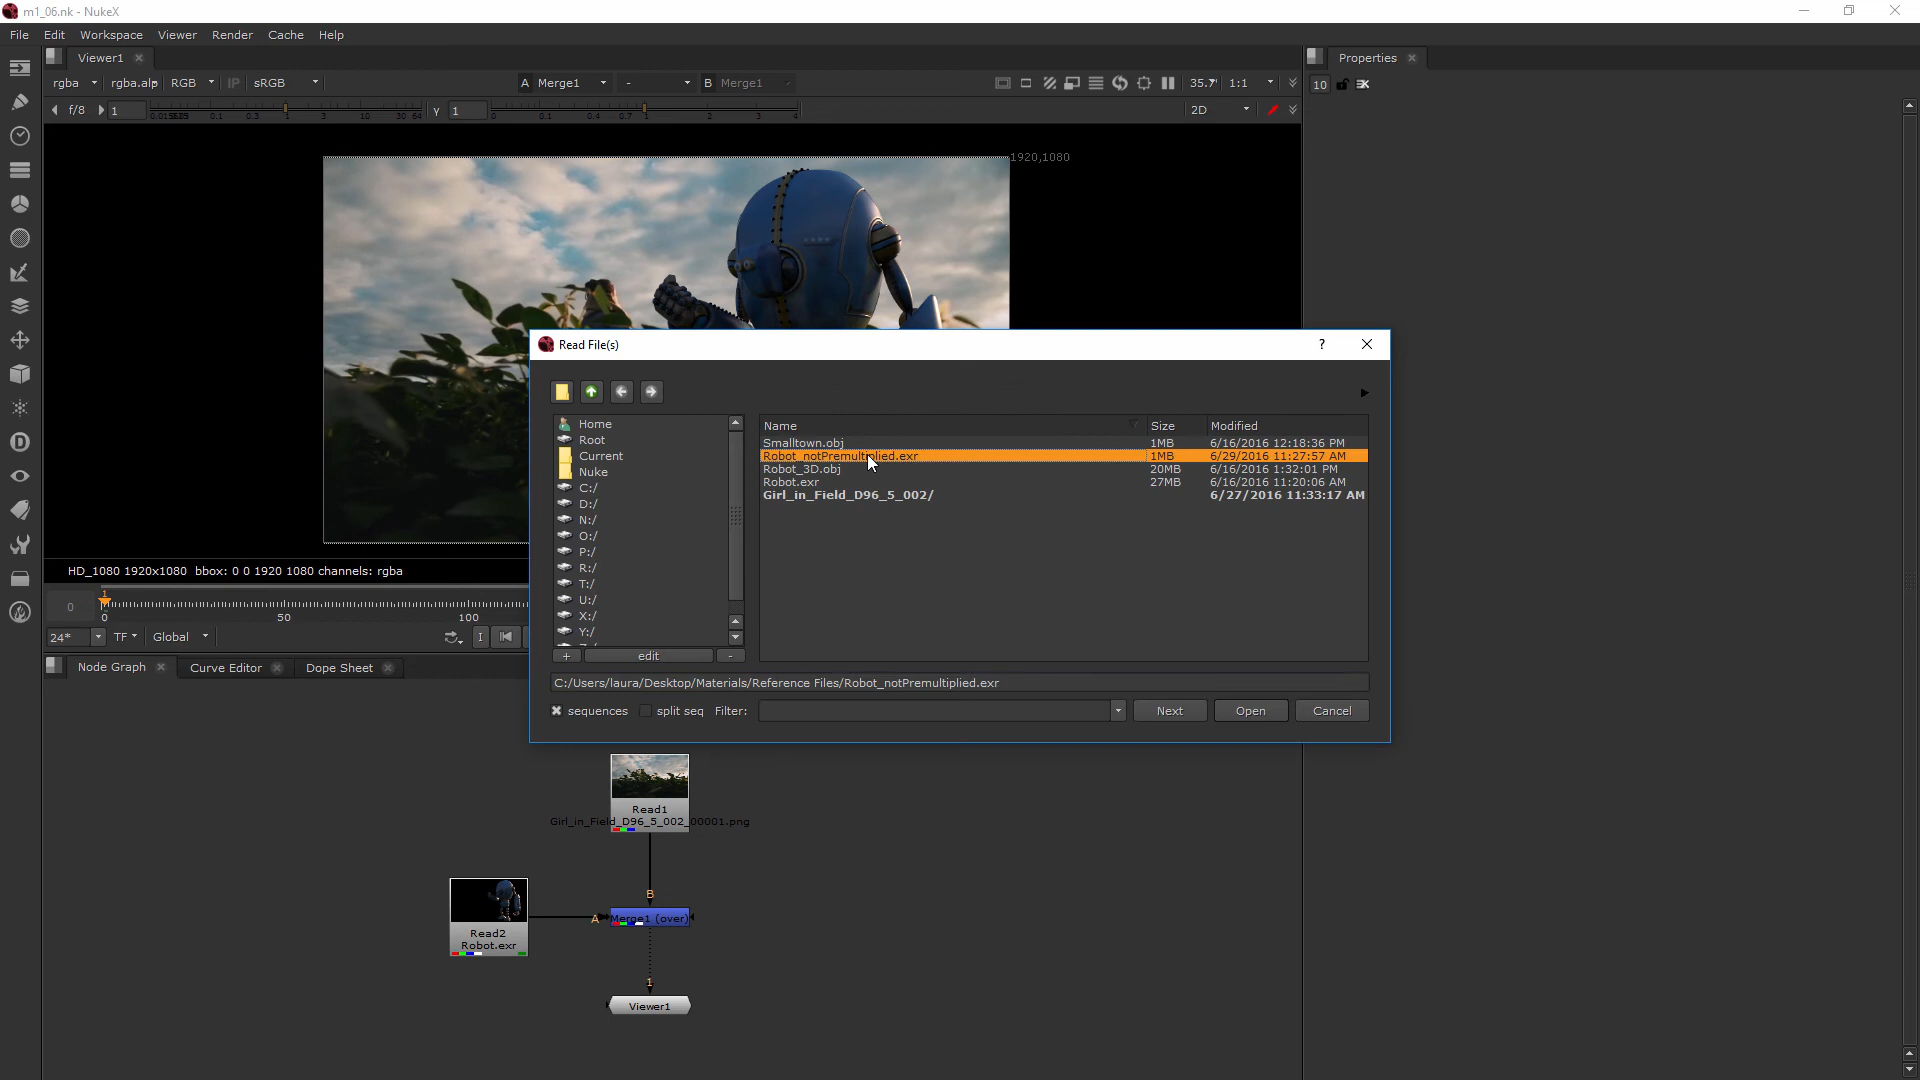 m1_06.nk - NukeX
File Edit Workspace Viewer Render Cache Help
Viewer1
Properties
rgba rgba.alp RGB IP sRGB A Merge1 - B Merge1 35.7 1:1
10
f/8 1 Y 1 2D
1920,1080
Read File(s)
?
Home
Root
Current
Nuke
C:/
D:/
N:/
O:/
P:/
R:/
T:/
U:/
X:/
Y:/
Name Size Modified
Smalltown.obj 1MB 6/16/2016 12:18:36 PM
Robot_notPremultiplied.exr 1MB 6/29/2016 11:27:57 AM
Robot_3D.obj 20MB 6/16/2016 1:32:01 PM
Robot.exr 27MB 6/16/2016 11:20:06 AM
Girl_in_Field_D96_5_002/ 6/27/2016 11:33:17 AM
+ edit -
C:/Users/laura/Desktop/Materials/Reference Files/Robot_notPremultiplied.exr
sequences split seq Filter: Next Open Cancel
HD_1080 1920x1080 bbox: 0 0 1920 1080 channels: rgba
0 1 0 50 100
24* TF Global I
Node Graph Curve Editor Dope Sheet
Read1
Girl_in_Field_D96_5_002_00001.png
B
A Merge1 (over)
Read2
Robot.exr
1
Viewer1